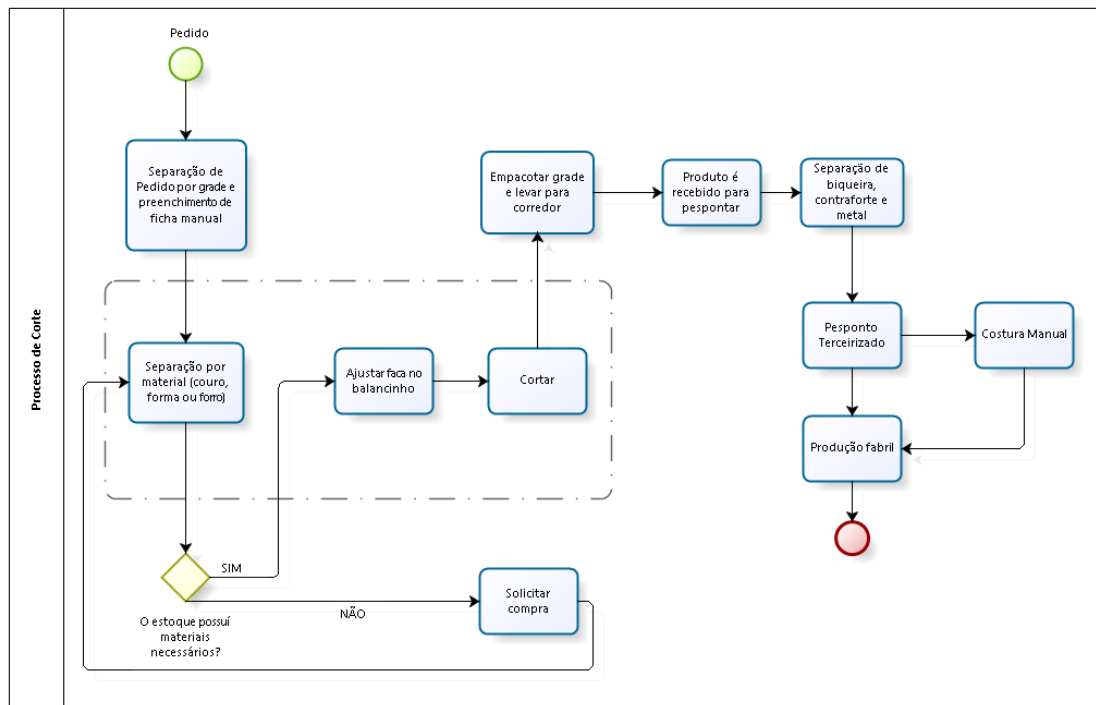 Processo de Corte
Pedido
Separação de
Pedido por grade e
preenchimento de
ficha manual
Separação por
material (couro,
forma ou forro)
O estoque possuí
materiais
necessários?
SIM
NÃO
Solicitar
compra
Ajustar faca no
balancinho
Cortar
Empacotar grade
e levar para
corredor
Produto é
recebido para
pespontar
Separação de
biqueira,
contraforte e
metal
Pesponto
Terceirizado
Costura Manual
Produção fabril